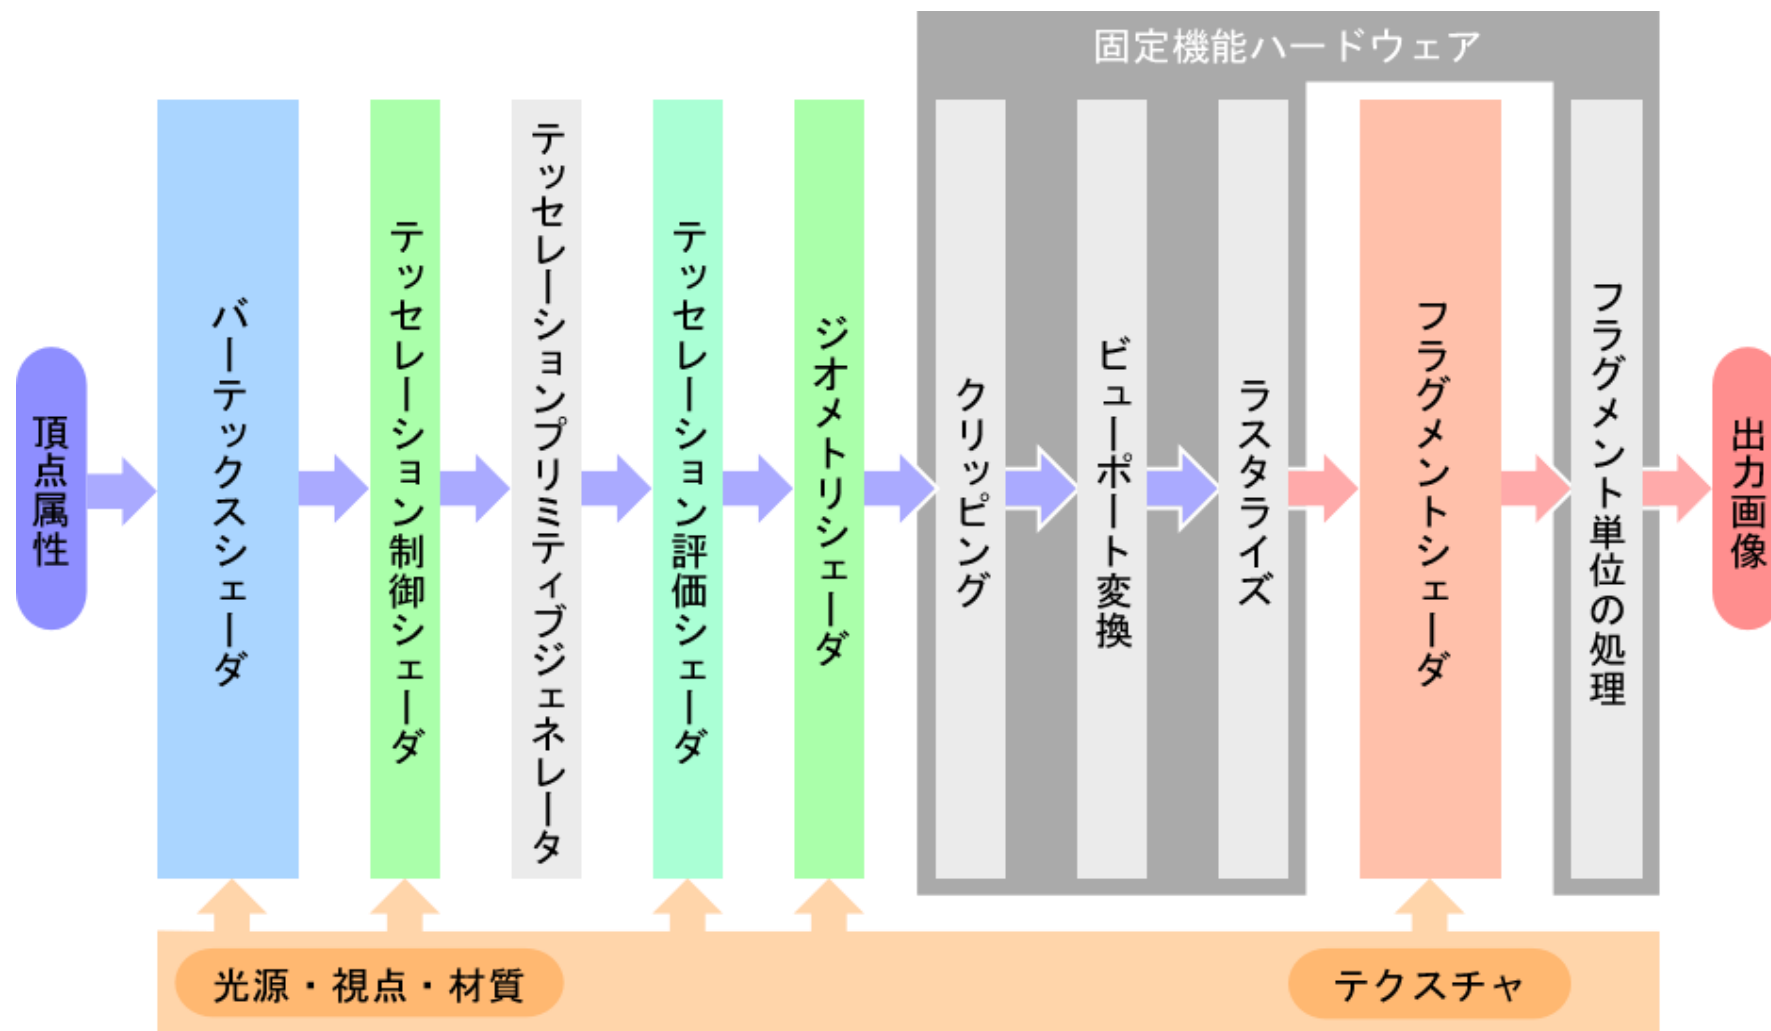 固定機能ハードウェア
頂点属性
バーテックスシェーダ
テッセレーション制御シェーダ
テッセレーションプリミティブジェネレータ
テッセレーション評価シェーダ
ジオメトリシェーダ
クリッピング
ビューポート変換
ラスタライズ
フラグメントシェーダ
フラグメント単位の処理
出力画像
光源・視点・材質
テクスチャ